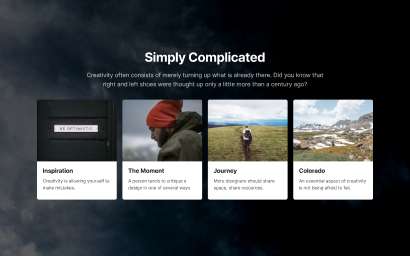 Simply Complicated
Creativity often consists of merely turning up what is already there. Did you know that
right and left shoes were thought up only a little more than a century ago?
Inspiration
Creativity is allowing yourself to
make mistakes.
The Moment
A person tends to critique a
design in one of several ways.
Journey
More designers should share
space, share resources.
Colorado
An essential aspect of creativity
is not being afraid to fail.